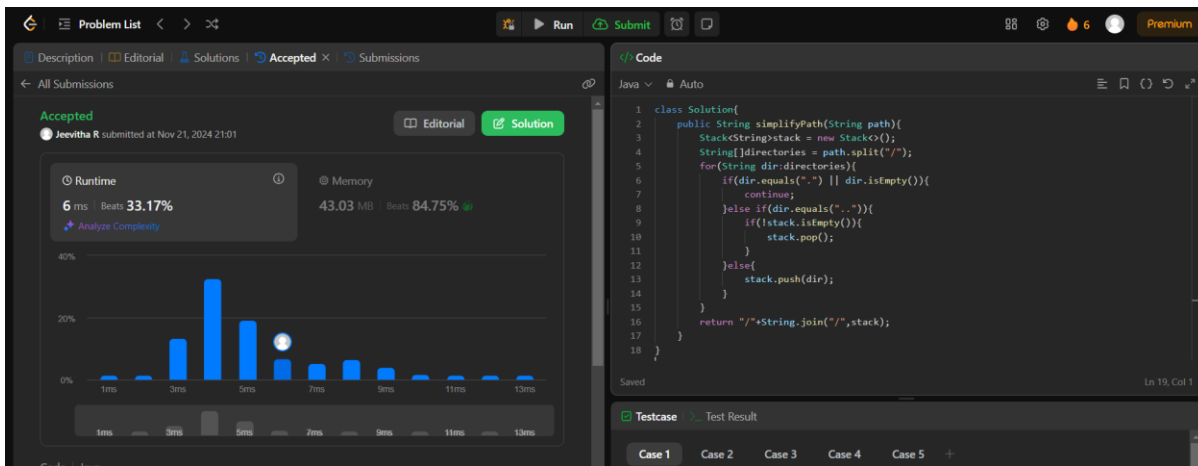 Problem List
Run
Submit
6
Premium
Description
Editorial
Solutions
Accepted
Submissions
All Submissions
Accepted
Jeevitha R submitted at Nov 21, 2024 21:01
Editorial
Solution
Runtime
6 ms Beats 33.17%
Analyze Complexity
Memory
43.03 MB Beats 84.75%
40%
20%
0%
1ms 3ms 5ms 7ms 9ms 11ms 13ms
1ms 3ms 5ms 7ms 9ms 11ms 13ms
</> Code
Java Auto
1 class Solution{
2 public String simplifyPath(String path){
3 Stack<String>stack = new Stack<>();
4 String[]directories = path.split("/");
5 for(String dir:directories){
6 if(dir.equals(".") || dir.isEmpty()){
7 continue;
8 }else if(dir.equals("..")){
9 if(!stack.isEmpty()){
10 stack.pop();
11 }
12 }else{
13 stack.push(dir);
14 }
15 }
16 return "/"+String.join("/",stack);
17 }
18 }
Saved
Ln 19, Col 1
Testcase
Test Result
Case 1 Case 2 Case 3 Case 4 Case 5 +